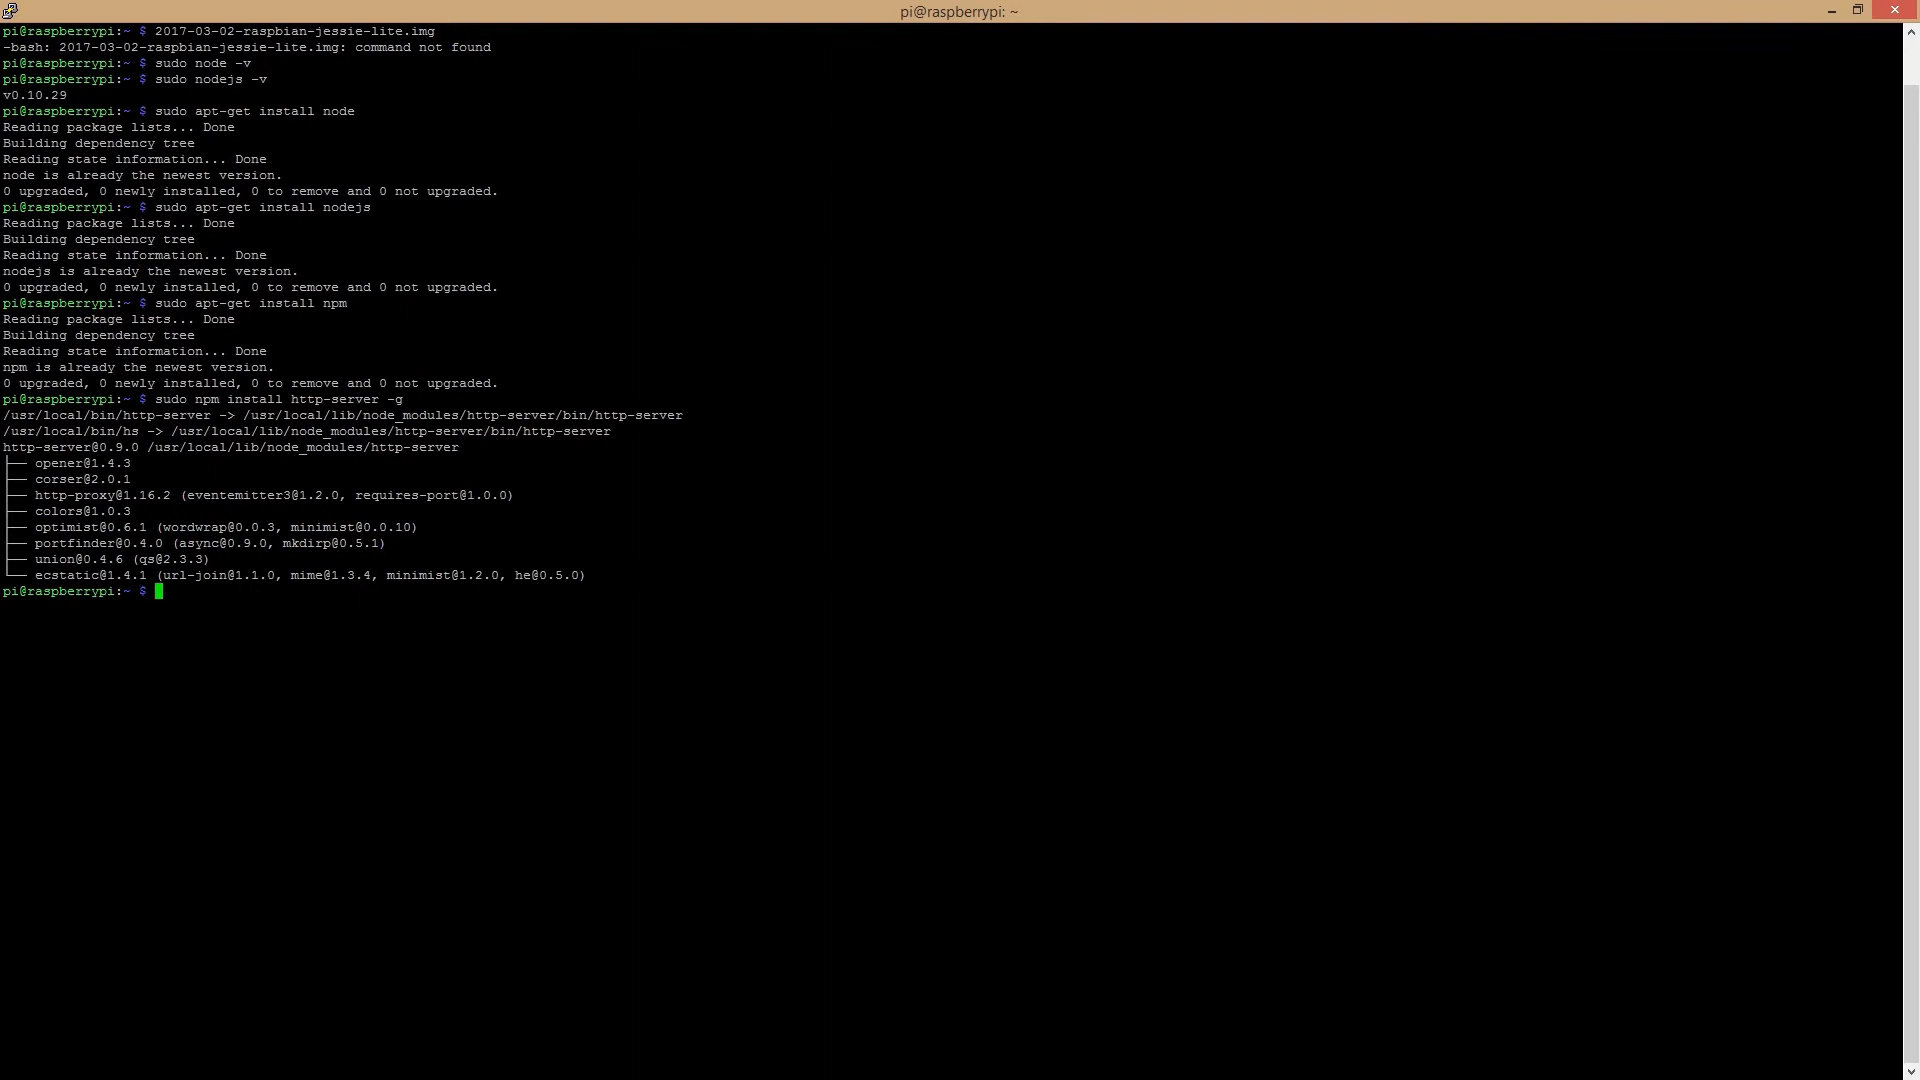 pi@raspberrypi: ~
pi@raspberrypi:~ $ 2017-03-02-raspbian-jessie-lite.img
-bash: 2017-03-02-raspbian-jessie-lite.img: command not found
pi@raspberrypi:~ $ sudo node -v
pi@raspberrypi:~ $ sudo nodejs -v
v0.10.29
pi@raspberrypi:~ $ sudo apt-get install node
Reading package lists... Done
Building dependency tree
Reading state information... Done
node is already the newest version.
0 upgraded, 0 newly installed, 0 to remove and 0 not upgraded.
pi@raspberrypi:~ $ sudo apt-get install nodejs
Reading package lists... Done
Building dependency tree
Reading state information... Done
nodejs is already the newest version.
0 upgraded, 0 newly installed, 0 to remove and 0 not upgraded.
pi@raspberrypi:~ $ sudo apt-get install npm
Reading package lists... Done
Building dependency tree
Reading state information... Done
npm is already the newest version.
0 upgraded, 0 newly installed, 0 to remove and 0 not upgraded.
pi@raspberrypi:~ $ sudo npm install http-server -g
/usr/local/bin/http-server -> /usr/local/lib/node_modules/http-server/bin/http-server
/usr/local/bin/hs -> /usr/local/lib/node_modules/http-server/bin/http-server
http-server@0.9.0 /usr/local/lib/node_modules/http-server
├── opener@1.4.3
├── corser@2.0.1
├── http-proxy@1.16.2 (eventemitter3@1.2.0, requires-port@1.0.0)
├── colors@1.0.3
├── optimist@0.6.1 (wordwrap@0.0.3, minimist@0.0.10)
├── portfinder@0.4.0 (async@0.9.0, mkdirp@0.5.1)
├── union@0.4.6 (qs@2.3.3)
└── ecstatic@1.4.1 (url-join@1.1.0, mime@1.3.4, minimist@1.2.0, he@0.5.0)
pi@raspberrypi:~ $